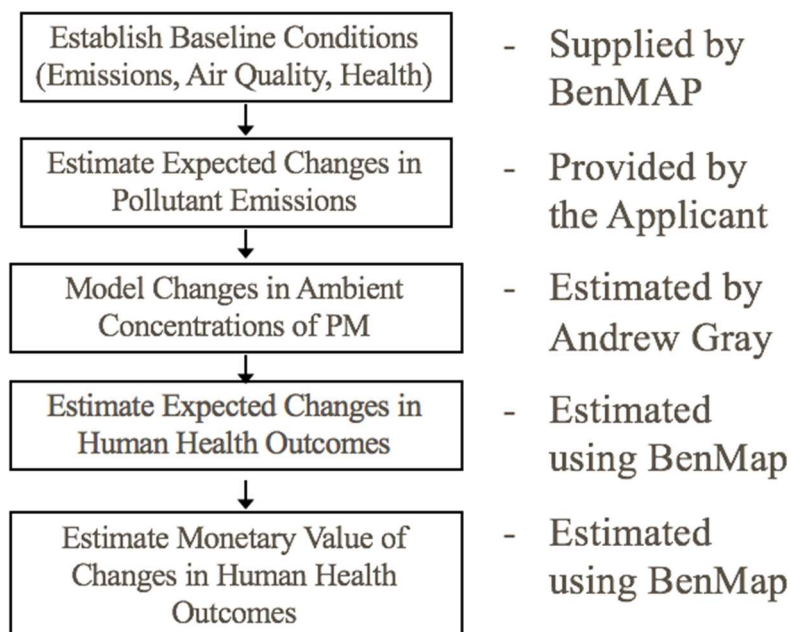 Establish Baseline Conditions
(Emissions, Air Quality, Health)
- Supplied by
BenMAP
Estimate Expected Changes in
Pollutant Emissions
- Provided by
the Applicant
Model Changes in Ambient
Concentrations of PM
- Estimated by
Andrew Gray
Estimate Expected Changes in
Human Health Outcomes
- Estimated
using BenMap
Estimate Monetary Value of
Changes in Human Health
Outcomes
- Estimated
using BenMap